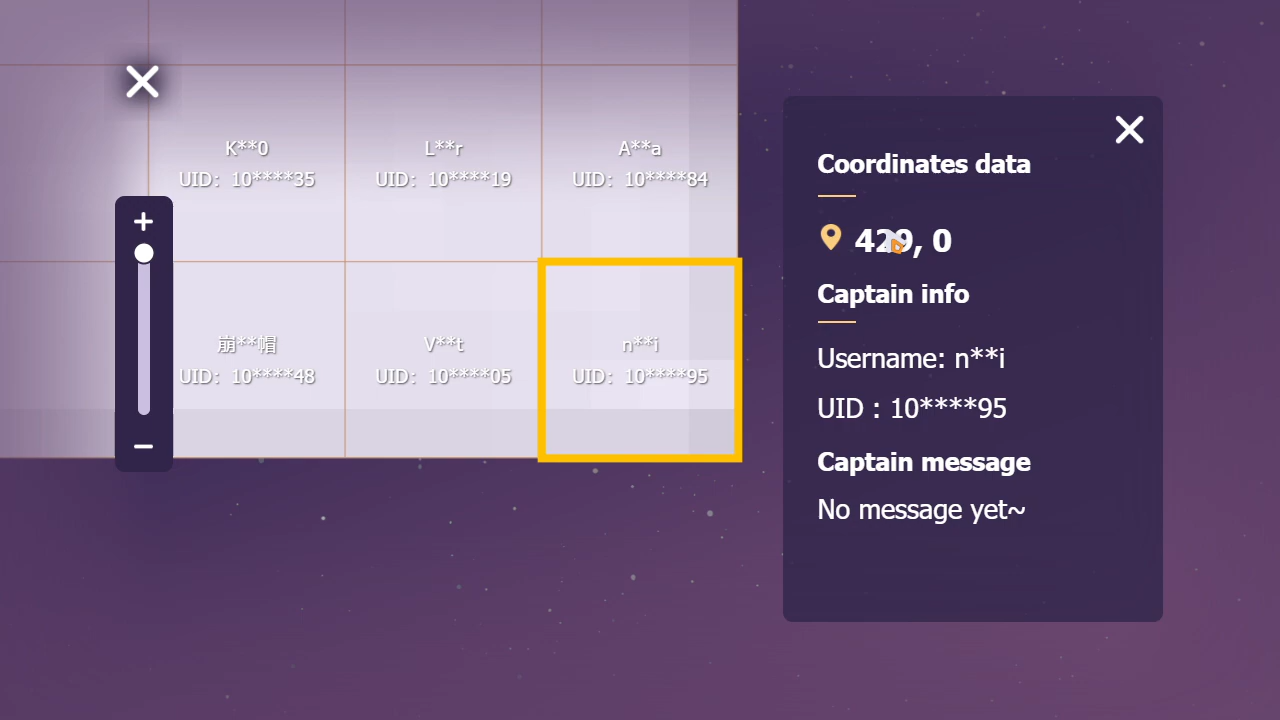 K**0
UID: 10****35
L**r
UID: 10****19
A**a
UID: 10****84
崩**帽
UID: 10****48
V**t
UID: 10****05
n**i
UID: 10****95
Coordinates data
429, 0
Captain info
Username: n**i
UID : 10****95
Captain message
No message yet~